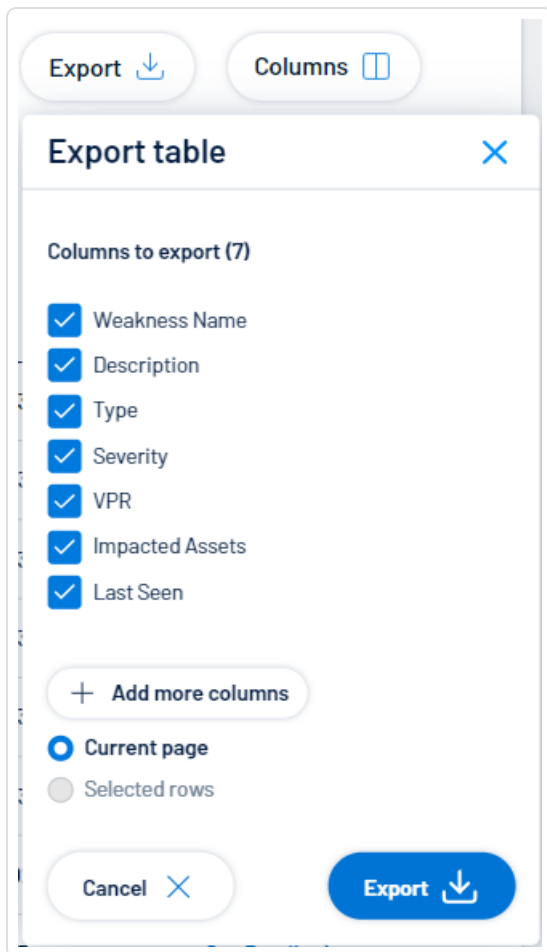 Export
Columns
Export table
Columns to export (7)
Weakness Name
Description
Type
Severity
VPR
Impacted Assets
Last Seen
Add more columns
Current page
Selected rows
Cancel
Export